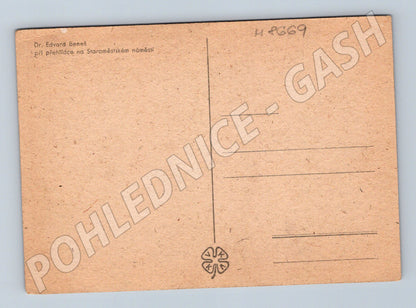 Dr. Edvard Beneš
při přehlídce na Staroměstském náměstí
H 8669
POHLEDNICE - GASH